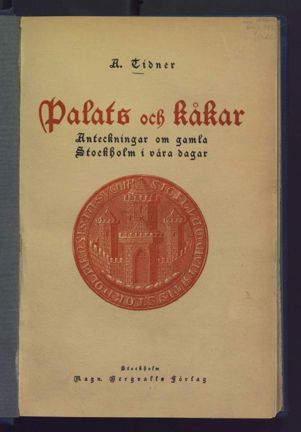 A. Tidner
Palats och kåkar
Anteckningar om gamla
Stockholm i våra dagar
Stockholm
Magn. Bergvalls Förlag